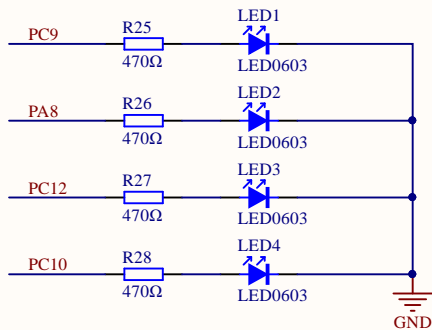 LED1
PC9
R25
470Ω
LED0603
LED2
PA8
R26
470Ω
LED0603
LED3
PC12
R27
470Ω
LED0603
LED4
PC10
R28
470Ω
LED0603
GND